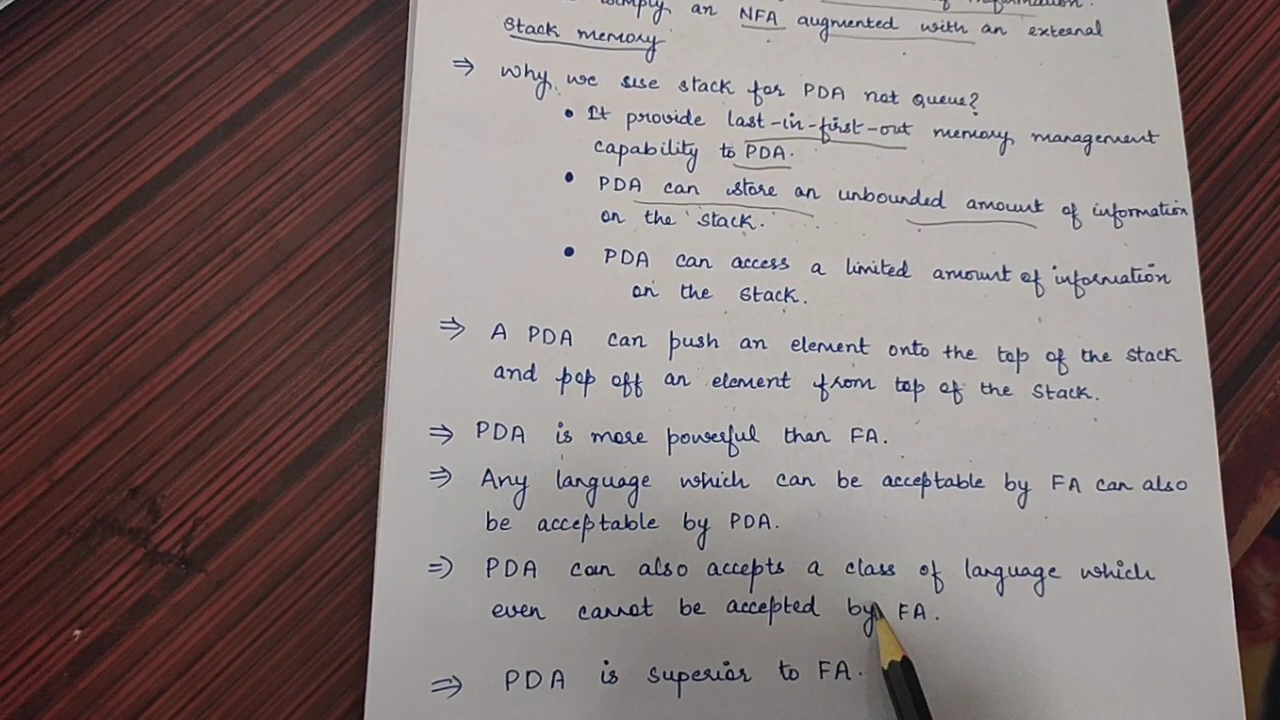 simply an NFA augmented with an external
stack memory
⇒ Why we use stack for PDA not queue?
• It provide last-in-first-out memory management
capability to PDA.
• PDA can store an unbounded amount of information
on the stack.
• PDA can access a limited amount of information
on the stack.
⇒ A PDA can push an element onto the top of the stack
and pop off an element from top of the stack.
⇒ PDA is more powerful than FA.
⇒ Any language which can be acceptable by FA can also
be acceptable by PDA.
⇒ PDA can also accepts a class of language which
even cannot be accepted by FA.
⇒ PDA is superior to FA.